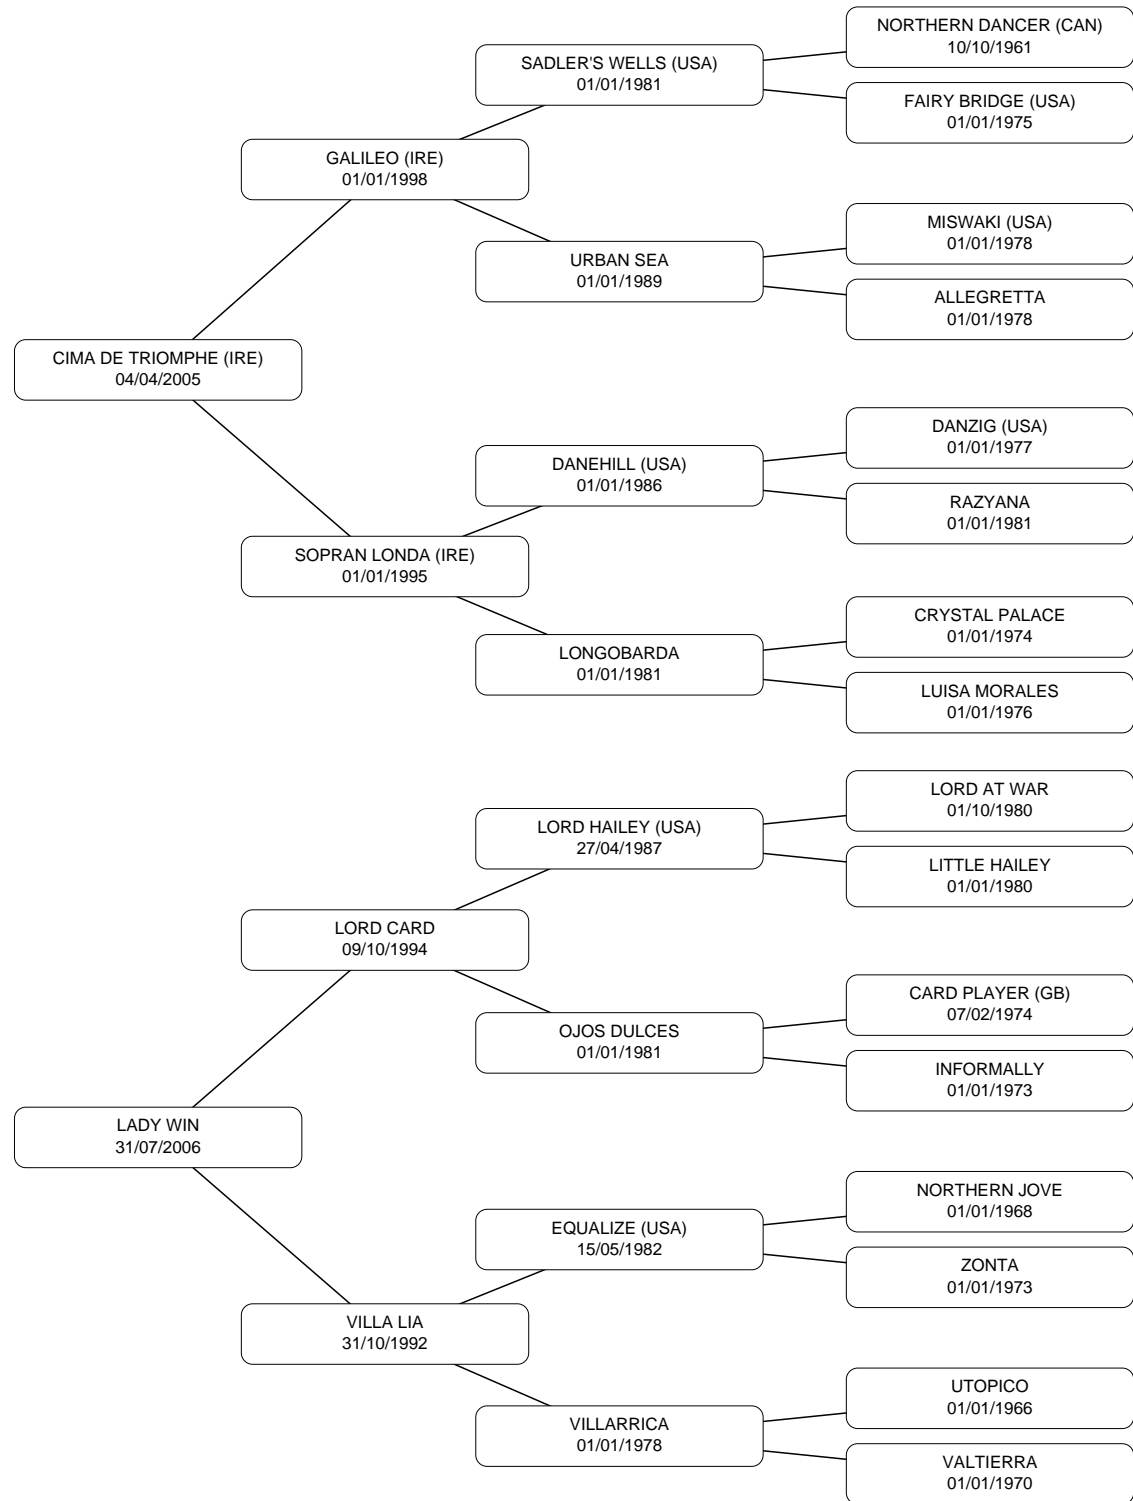 NORTHERN DANCER (CAN)
10/10/1961
SADLER'S WELLS (USA)
01/01/1981
FAIRY BRIDGE (USA)
01/01/1975
GALILEO (IRE)
01/01/1998
MISWAKI (USA)
01/01/1978
URBAN SEA
01/01/1989
ALLEGRETTA
01/01/1978
CIMA DE TRIOMPHE (IRE)
04/04/2005
DANZIG (USA)
01/01/1977
DANEHILL (USA)
01/01/1986
RAZYANA
01/01/1981
SOPRAN LONDA (IRE)
01/01/1995
CRYSTAL PALACE
01/01/1974
LONGOBARDA
01/01/1981
LUISA MORALES
01/01/1976
LORD AT WAR
01/10/1980
LORD HAILEY (USA)
27/04/1987
LITTLE HAILEY
01/01/1980
LORD CARD
09/10/1994
CARD PLAYER (GB)
07/02/1974
OJOS DULCES
01/01/1981
INFORMALLY
01/01/1973
LADY WIN
31/07/2006
NORTHERN JOVE
01/01/1968
EQUALIZE (USA)
15/05/1982
ZONTA
01/01/1973
VILLA LIA
31/10/1992
UTOPICO
01/01/1966
VILLARRICA
01/01/1978
VALTIERRA
01/01/1970